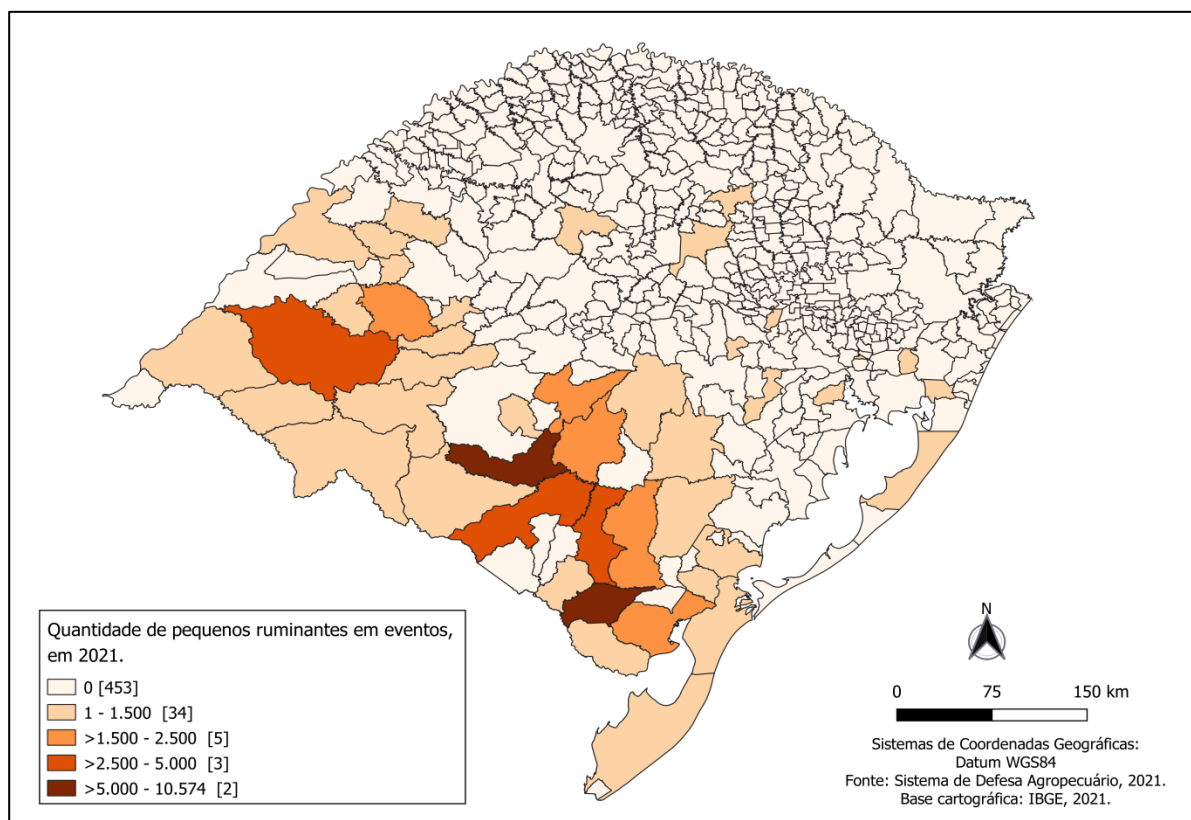 Quantidade de pequenos ruminantes em eventos,
em 2021.
0 [453]
1 - 1.500 [34]
>1.500 - 2.500 [5]
>2.500 - 5.000 [3]
>5.000 - 10.574 [2]
N
0 75 150 km
Sistemas de Coordenadas Geográficas:
Datum WGS84
Fonte: Sistema de Defesa Agropecuário, 2021.
Base cartográfica: IBGE, 2021.